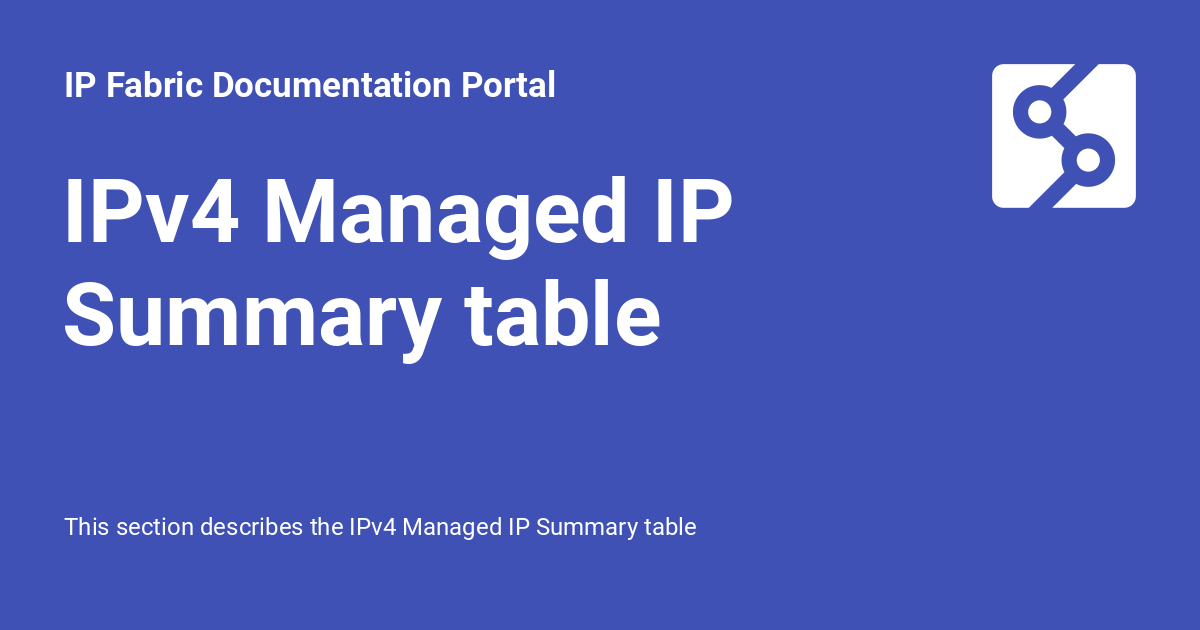 IP Fabric Documentation Portal
IPv4 Managed IP
Summary table
This section describes the IPv4 Managed IP Summary table